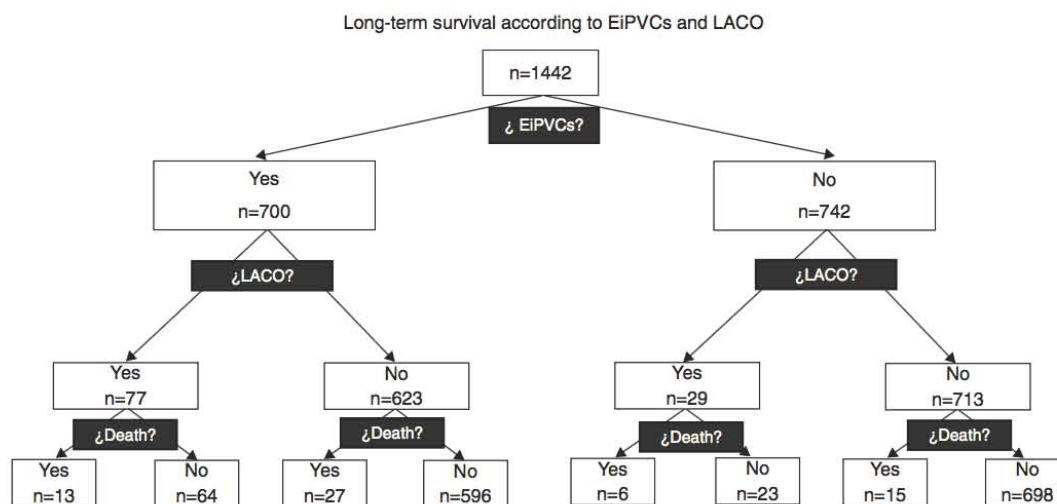 Long-term survival according to EiPVCs and LACO
n=1442
¿ EiPVCs?
Yes
n=700
No
n=742
¿LACO?
¿LACO?
Yes
n=77
No
n=623
Yes
n=29
No
n=713
¿Death?
¿Death?
¿Death?
¿Death?
Yes
n=13
No
n=64
Yes
n=27
No
n=596
Yes
n=6
No
n=23
Yes
n=15
No
n=698